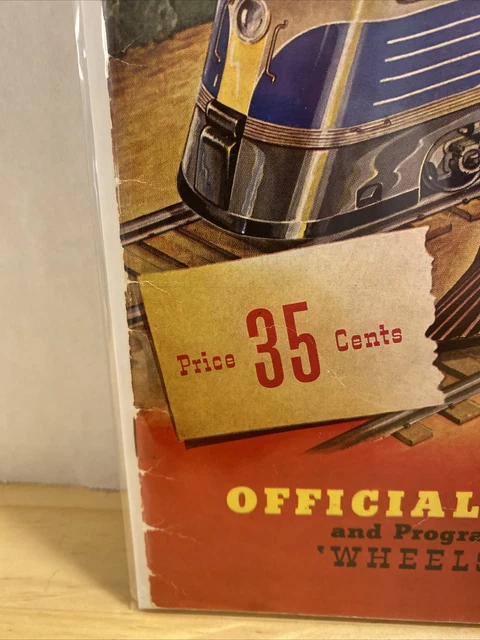 Price 35 Cents
OFFICIAL
and Progra
'WHEELS